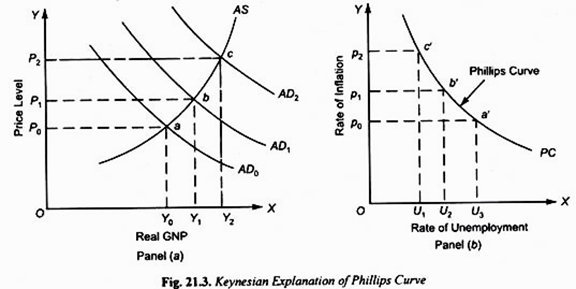 Y
Price Level
P₂
P₁
P₀
O
AS
c
b
a
AD₂
AD₁
AD₀
Y₀ Y₁ Y₂
X
Real GNP
Panel (a)
Y
Rate of Inflation
p₂
p₁
p₀
O
c'
b'
a'
Phillips Curve
PC
U₁ U₂ U₃
X
Rate of Unemployment
Panel (b)
Fig. 21.3. Keynesian Explanation of Phillips Curve